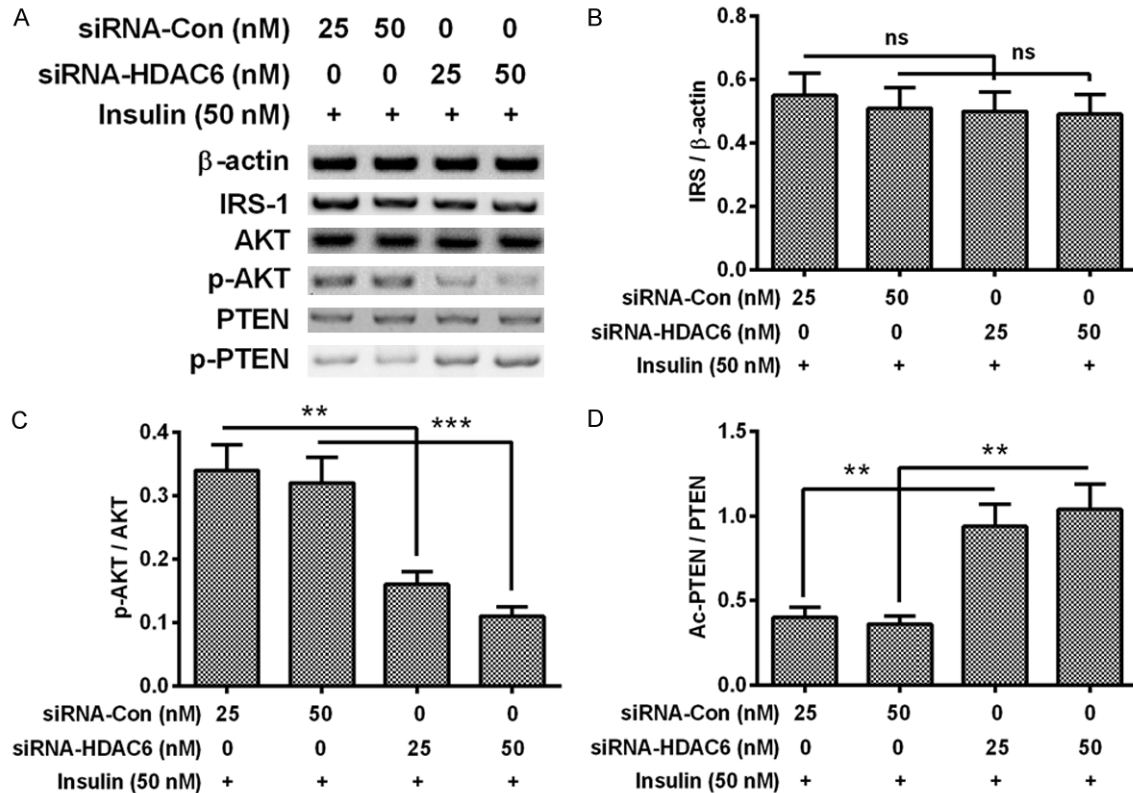 A
siRNA-Con (nM) 25 50 0 0
siRNA-HDAC6 (nM) 0 0 25 50
Insulin (50 nM) + + + +
β-actin
IRS-1
AKT
p-AKT
PTEN
p-PTEN
B
IRS / β-actin
0.8
0.6
0.4
0.2
0.0
ns
ns
siRNA-Con (nM) 25 50 0 0
siRNA-HDAC6 (nM) 0 0 25 50
Insulin (50 nM) + + + +
C
p-AKT / AKT
0.4
0.3
0.2
0.1
0.0
**
***
siRNA-Con (nM) 25 50 0 0
siRNA-HDAC6 (nM) 0 0 25 50
Insulin (50 nM) + + + +
D
Ac-PTEN / PTEN
1.5
1.0
0.5
0.0
**
**
siRNA-Con (nM) 25 50 0 0
siRNA-HDAC6 (nM) 0 0 25 50
Insulin (50 nM) + + + +